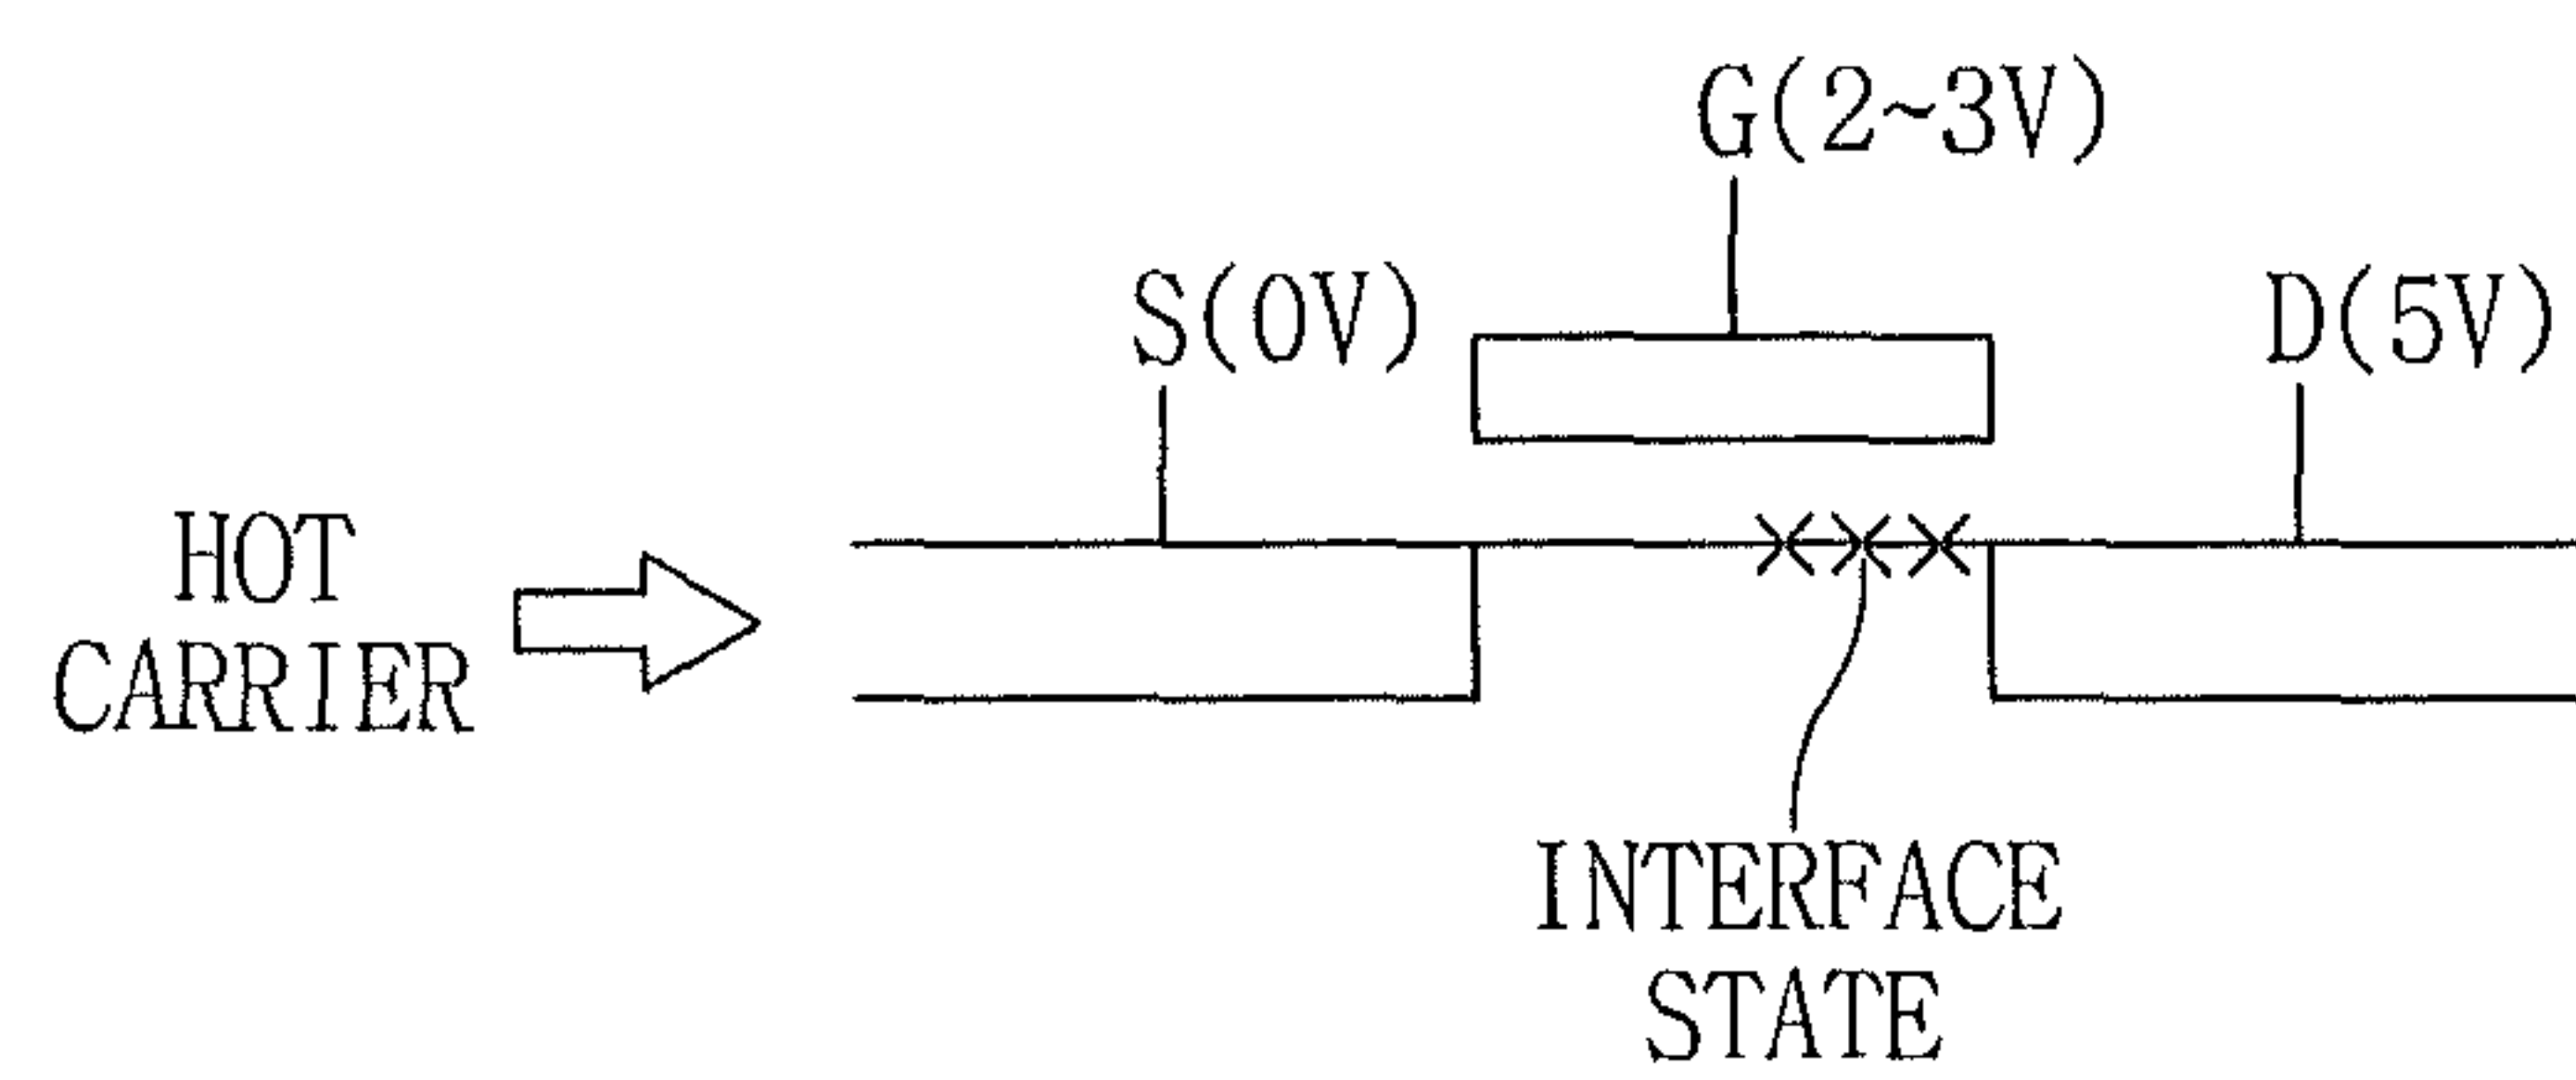 G(2~3V)
S(0V)
D(5V)
HOT
CARRIER
INTERFACE
STATE